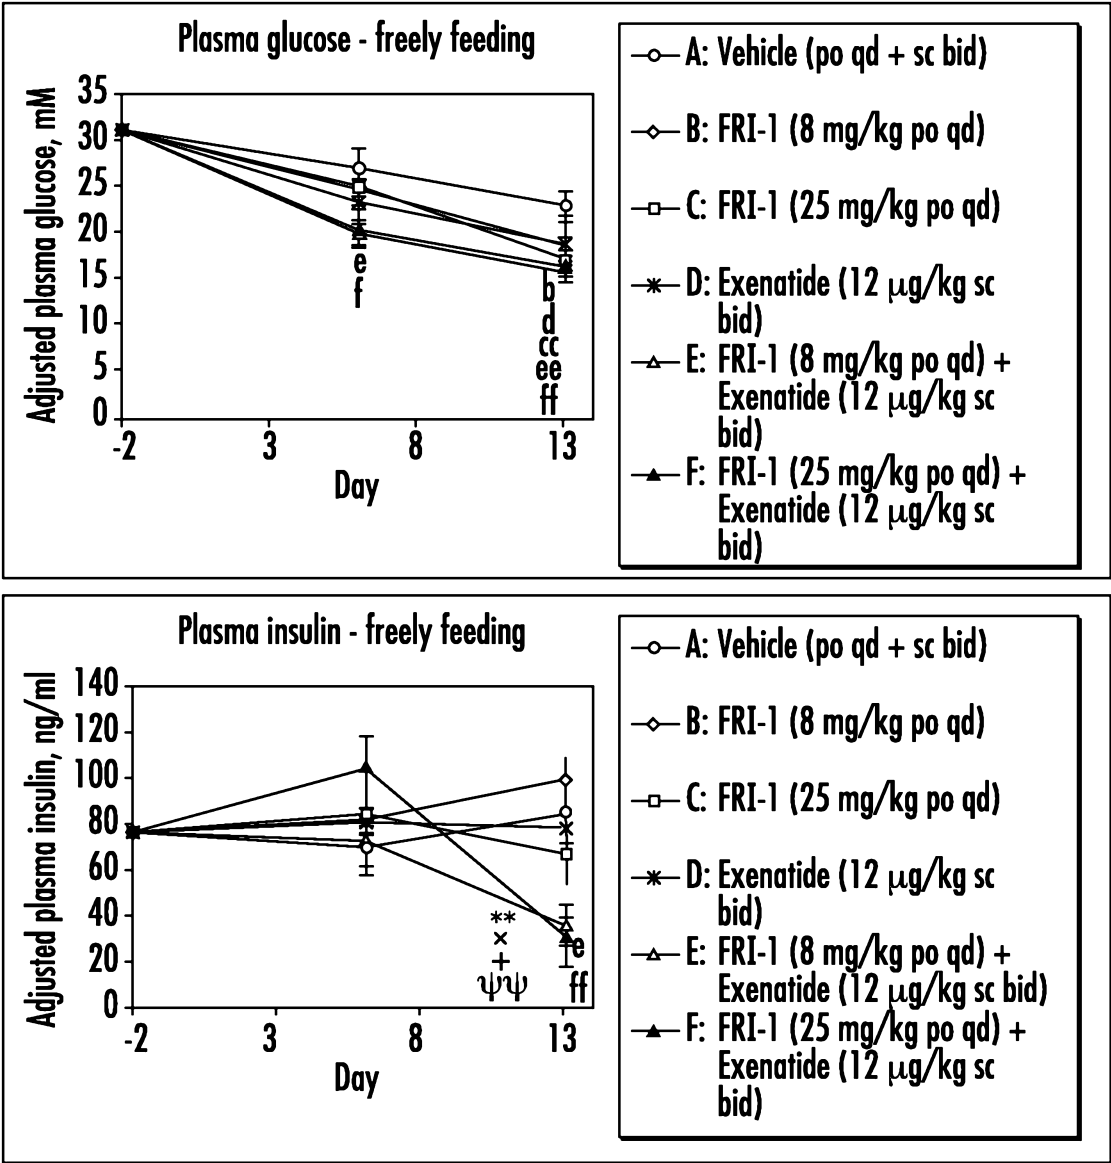 Plasma glucose - freely feeding
Adjusted plasma glucose, mM
35
30
25
20
15
10
5
0
-2
3
8
13
Day
e
f
b
d
cc
ee
ff
A: Vehicle (po qd + sc bid)
B: FRI-1 (8 mg/kg po qd)
C: FRI-1 (25 mg/kg po qd)
D: Exenatide (12 μg/kg sc
bid)
E: FRI-1 (8 mg/kg po qd) +
Exenatide (12 μg/kg sc
bid)
F: FRI-1 (25 mg/kg po qd) +
Exenatide (12 μg/kg sc
bid)
Plasma insulin - freely feeding
Adjusted plasma insulin, ng/ml
140
120
100
80
60
40
20
0
-2
3
8
13
Day
**
×
+
ψψ
e
ff
A: Vehicle (po qd + sc bid)
B: FRI-1 (8 mg/kg po qd)
C: FRI-1 (25 mg/kg po qd)
D: Exenatide (12 μg/kg sc
bid)
E: FRI-1 (8 mg/kg po qd) +
Exenatide (12 μg/kg sc bid)
F: FRI-1 (25 mg/kg po qd) +
Exenatide (12 μg/kg sc
bid)